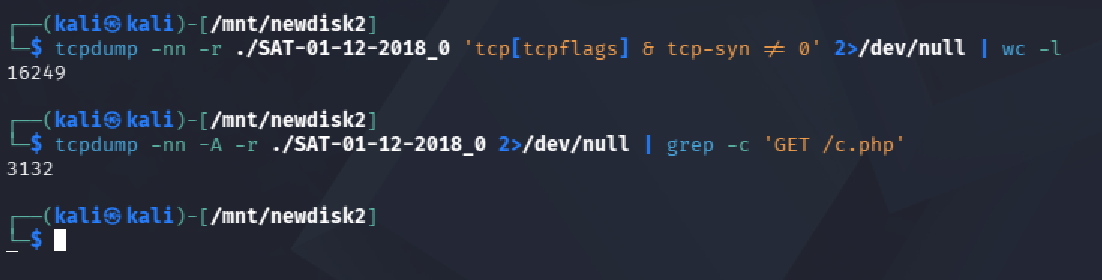 ┌──(kali㉿kali)-[/mnt/newdisk2]
└─$ tcpdump -nn -r ./SAT-01-12-2018_0 'tcp[tcpflags] & tcp-syn ≠ 0' 2>/dev/null | wc -l
16249
┌──(kali㉿kali)-[/mnt/newdisk2]
└─$ tcpdump -nn -A -r ./SAT-01-12-2018_0 2>/dev/null | grep -c 'GET /c.php'
3132
┌──(kali㉿kali)-[/mnt/newdisk2]
└─$